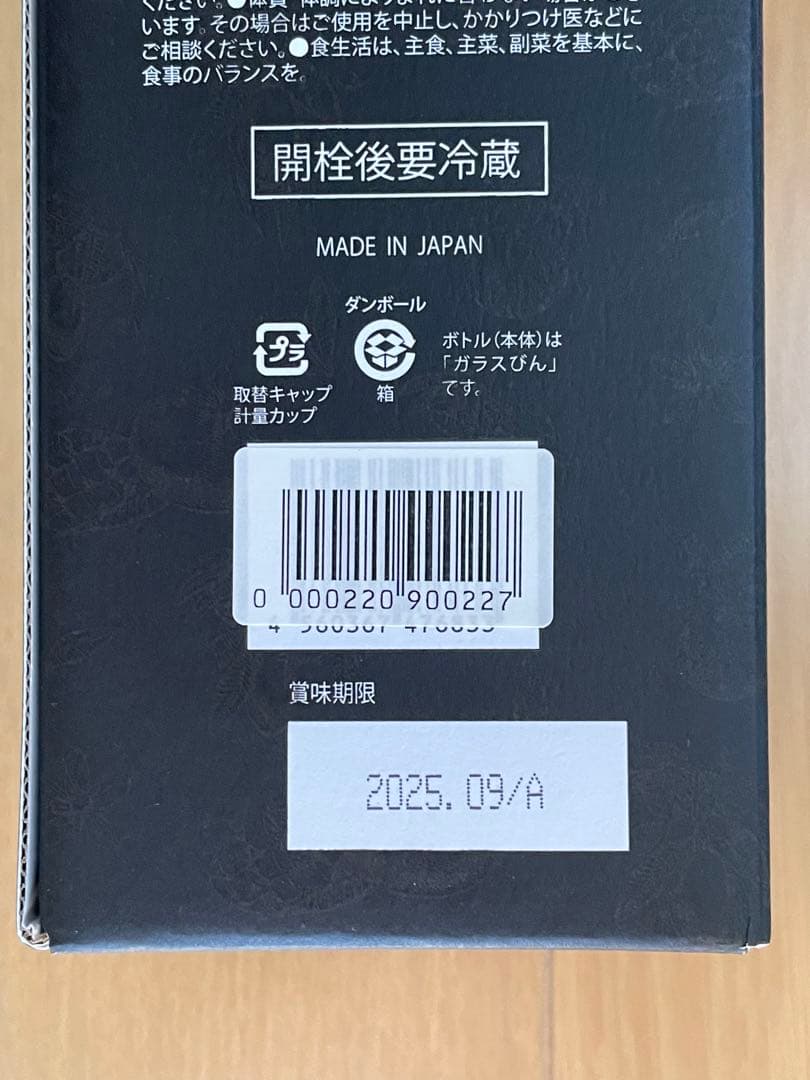 います。その場合はご使用を中止し、かかりつけ医などに
ご相談ください。●食生活は、主食、主菜、副菜を基本に、
食事のバランスを。
開栓後要冷蔵
MADE IN JAPAN
ダンボール
プラ
取替キャップ
計量カップ
箱
ボトル（本体）は
「ガラスびん」
です。
0 000220 900227
賞味期限
2025.09/A